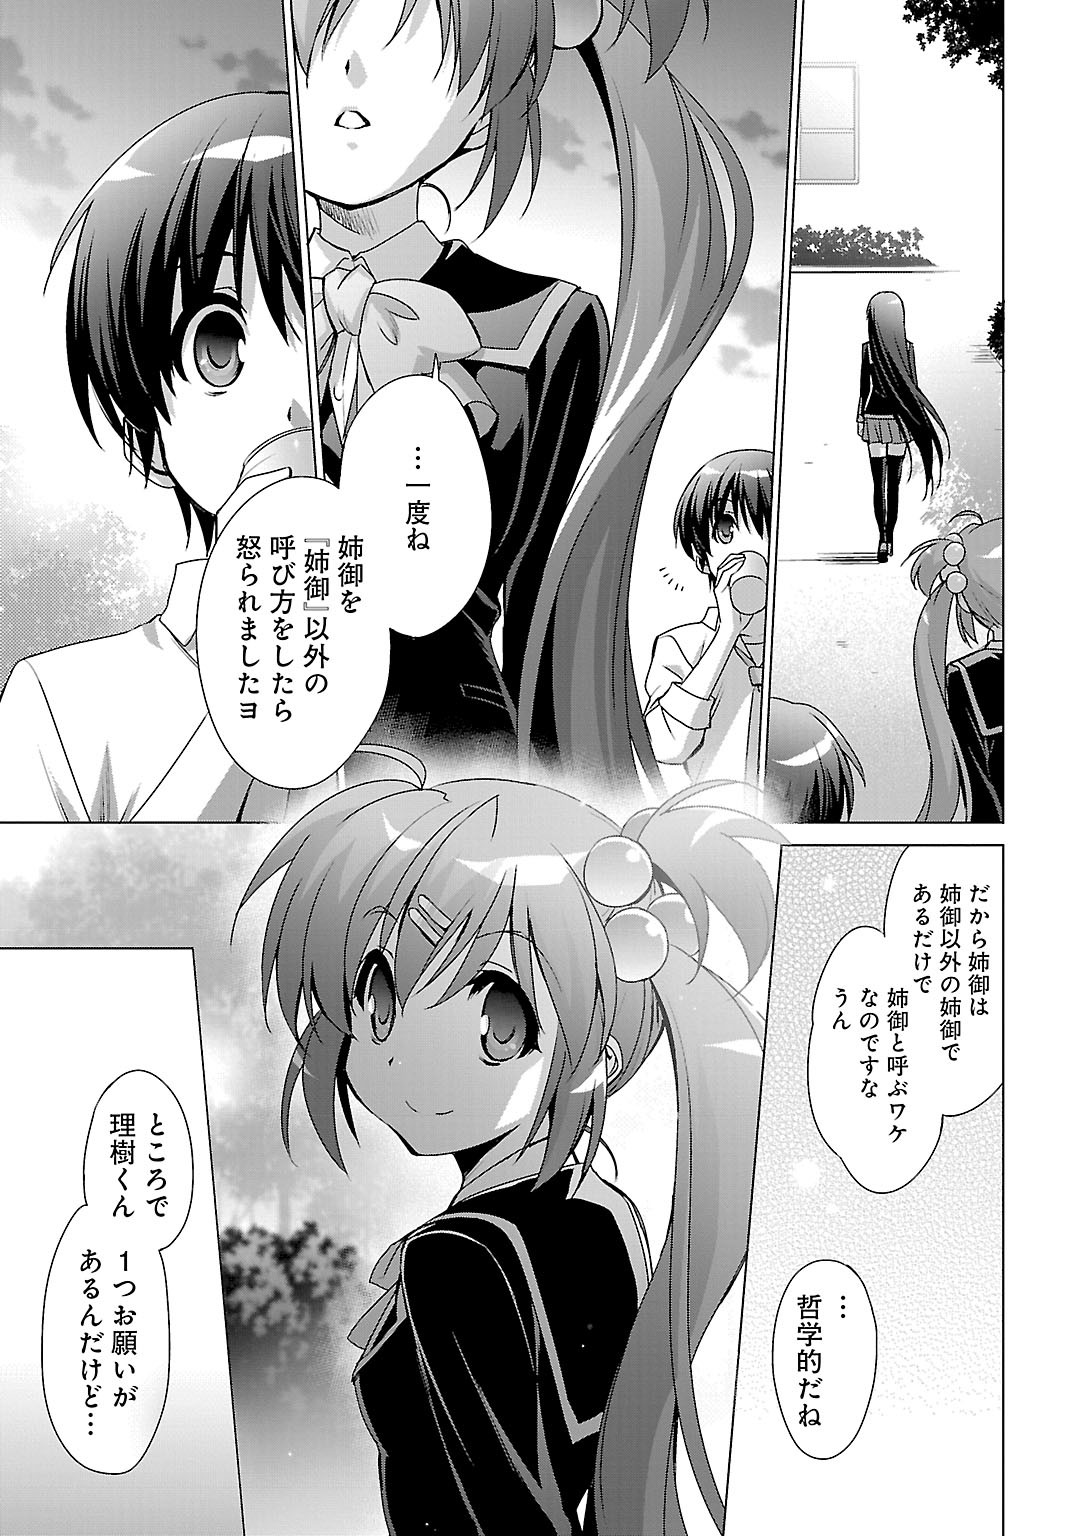 …一度ね
姉御を
『姉御』以外の
呼び方をしたら
怒られましたヨ
だから姉御は
姉御以外の姉御で
あるだけで
姉御と呼ぶワケ
なのですな
うん
…
哲学的だね
ところで
理樹くん
1つお願いが
あるんだけど…